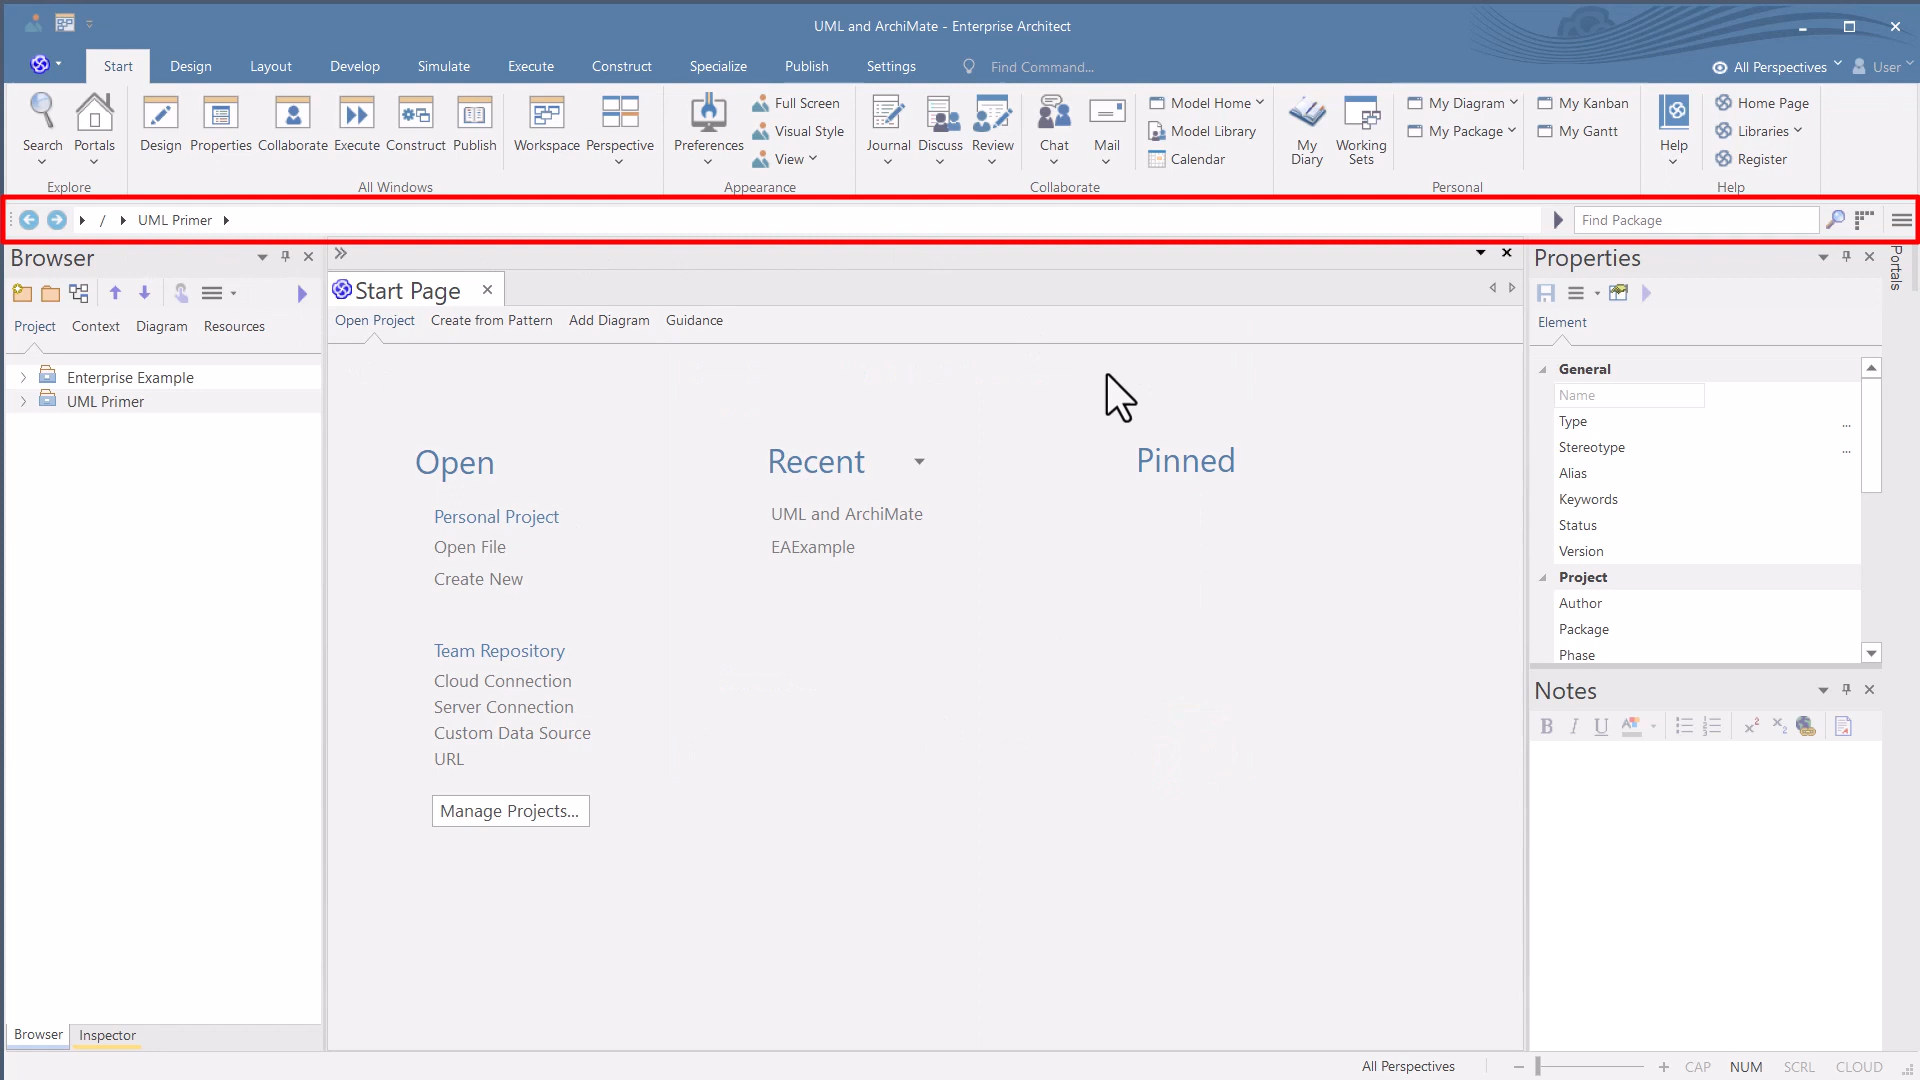 UML and ArchiMate - Enterprise Architect
Start Design Layout Develop Simulate Execute Construct Specialize Publish Settings Find Command... All Perspectives User
Search Portals Design Properties Collaborate Execute Construct Publish Workspace Perspective Preferences Full Screen Visual Style View Journal Discuss Review Chat Mail Model Home Model Library Calendar My Diary Working Sets My Diagram My Package My Kanban My Gantt Help Home Page Libraries Register
Explore All Windows Appearance Collaborate Personal Help
/ UML Primer Find Package
Browser
Project Context Diagram Resources
Enterprise Example
UML Primer
Browser Inspector
Start Page
Open Project Create from Pattern Add Diagram Guidance
Open
Personal Project
Open File
Create New
Team Repository
Cloud Connection
Server Connection
Custom Data Source
URL
Manage Projects...
Recent
UML and ArchiMate
EAExample
Pinned
Properties
Element
General
Name
Type ...
Stereotype ...
Alias
Keywords
Status
Version
Project
Author
Package
Phase
Portals
Notes
B I U
All Perspectives CAP NUM SCRL CLOUD